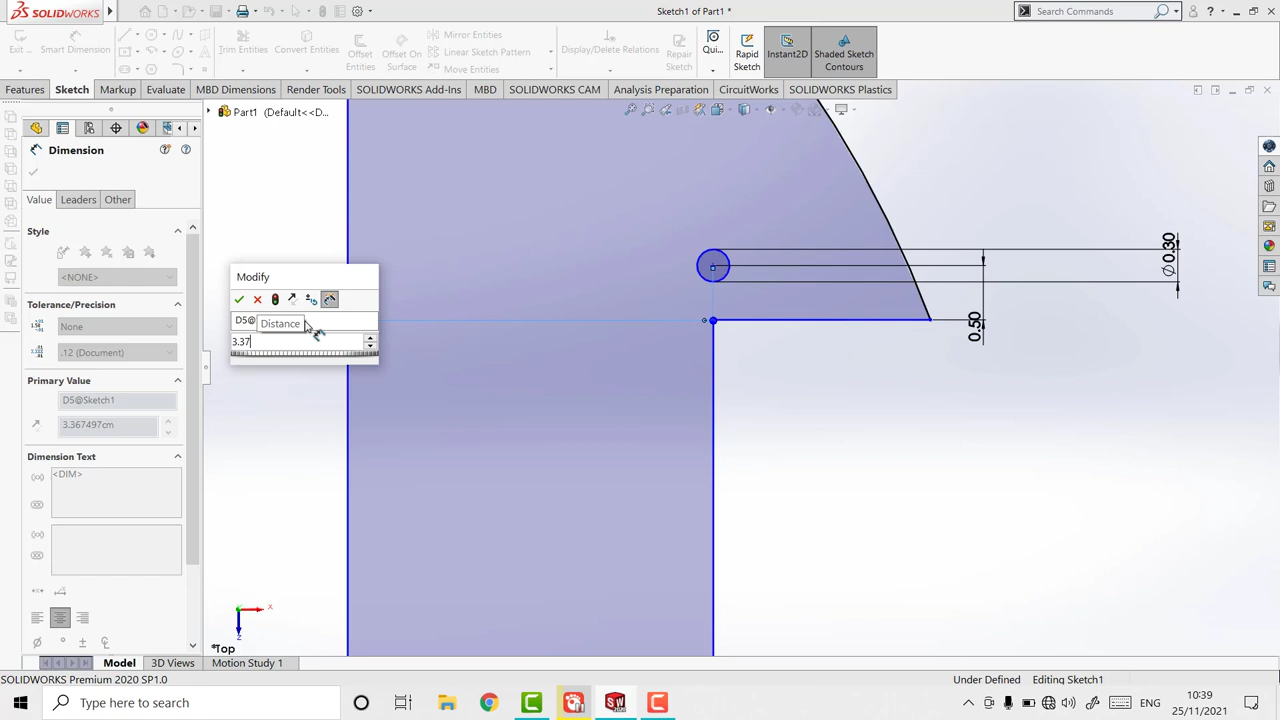 SOLIDWORKS
Sketch1 of Part1 *
Search Commands
Exit ...
Smart Dimension
Trim Entities
Convert Entities
Offset Entities
Offset On Surface
Mirror Entities
Linear Sketch Pattern
Move Entities
Display/Delete Relations
Repair Sketch
Qui...
Rapid Sketch
Instant2D
Shaded Sketch Contours
Features
Sketch
Markup
Evaluate
MBD Dimensions
Render Tools
SOLIDWORKS Add-Ins
MBD
SOLIDWORKS CAM
Analysis Preparation
CircuitWorks
SOLIDWORKS Plastics
Part1 (Default<<D...
Dimension
Value
Leaders
Other
Style
<NONE>
Tolerance/Precision
None
.12 (Document)
Primary Value
D5@Sketch1
3.367497cm
Dimension Text
<DIM>
Modify
D5@
Distance
3.37
Ø0.30
0.50
X
Z
*Top
Model
3D Views
Motion Study 1
SOLIDWORKS Premium 2020 SP1.0
Under Defined
Editing Sketch1
Type here to search
10:39
25/11/2021